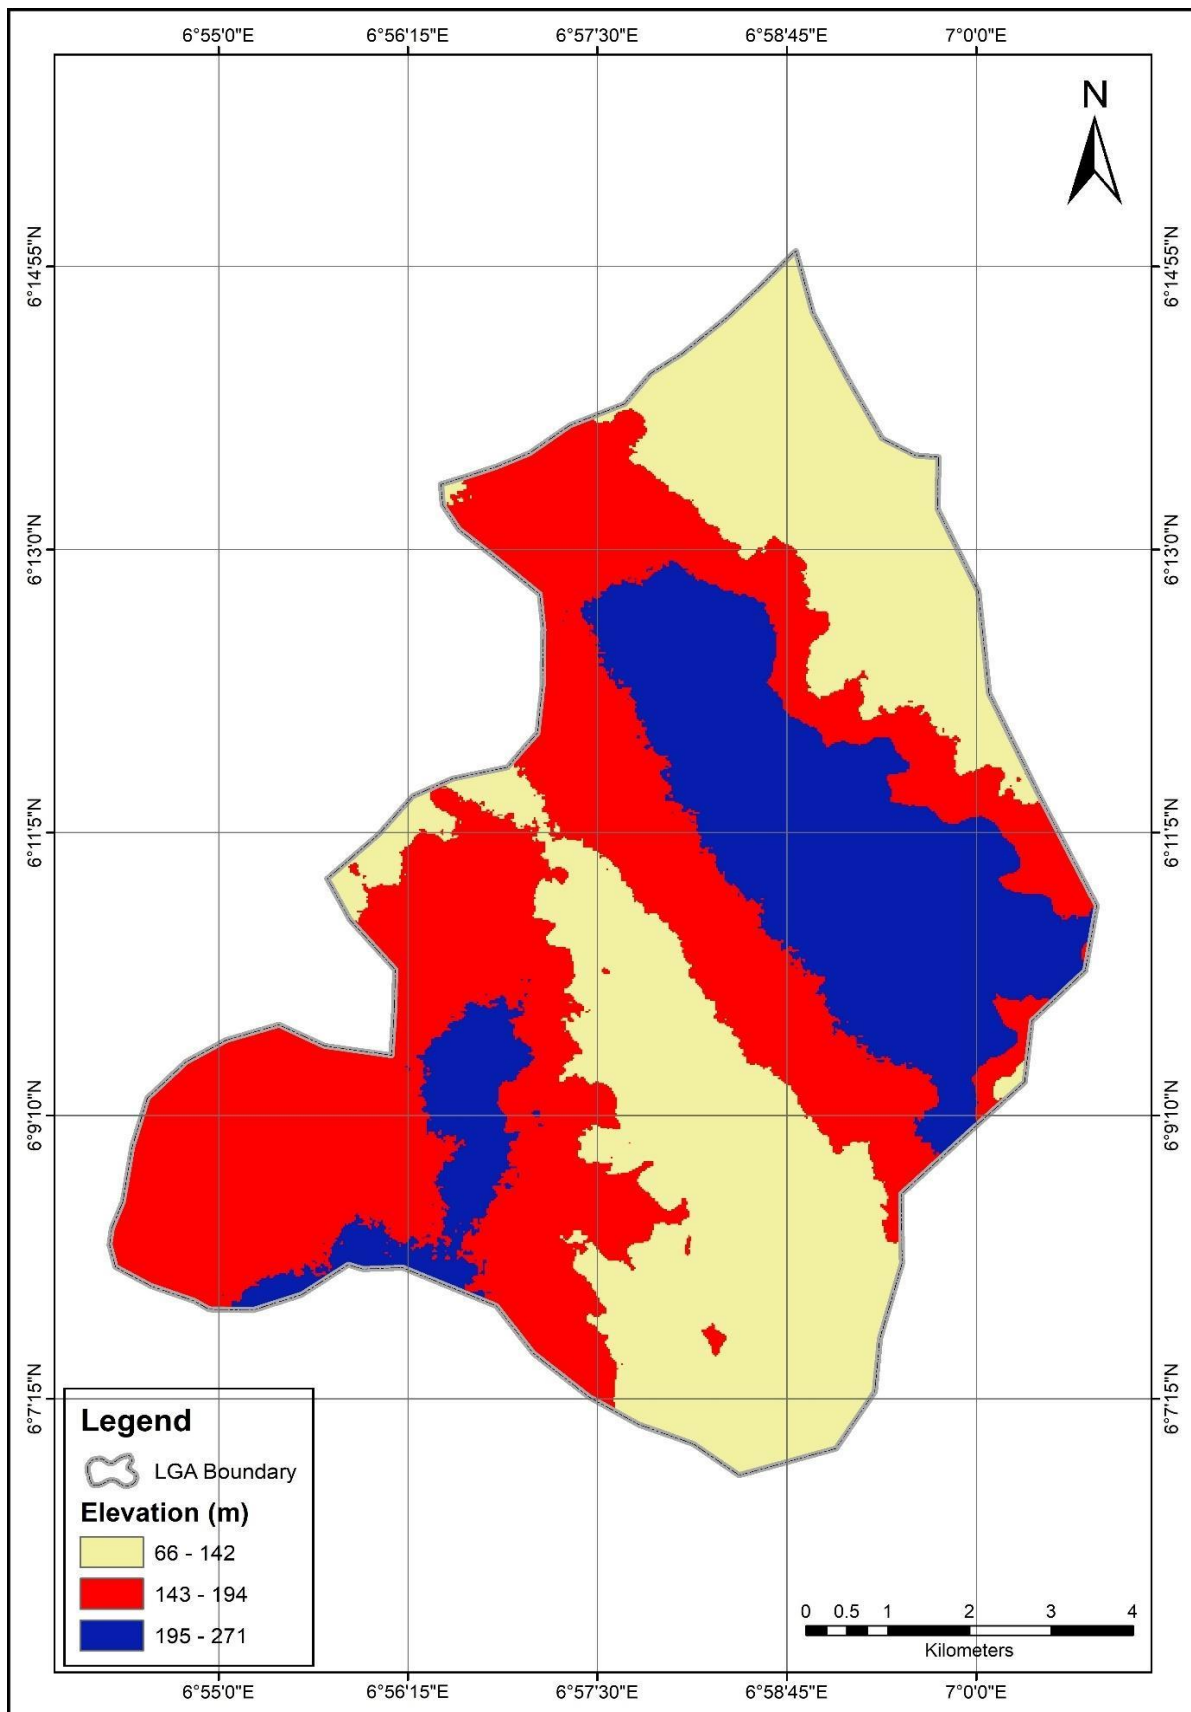 6°55'0"E 6°56'15"E 6°57'30"E 6°58'45"E 7°0'0"E
N
6°14'55"N 6°14'55"N
6°13'0"N 6°13'0"N
6°11'5"N 6°11'5"N
6°9'10"N 6°9'10"N
6°7'15"N 6°7'15"N
Legend
LGA Boundary
Elevation (m)
66 - 142
143 - 194
195 - 271
0 0.5 1 2 3 4
Kilometers
6°55'0"E 6°56'15"E 6°57'30"E 6°58'45"E 7°0'0"E